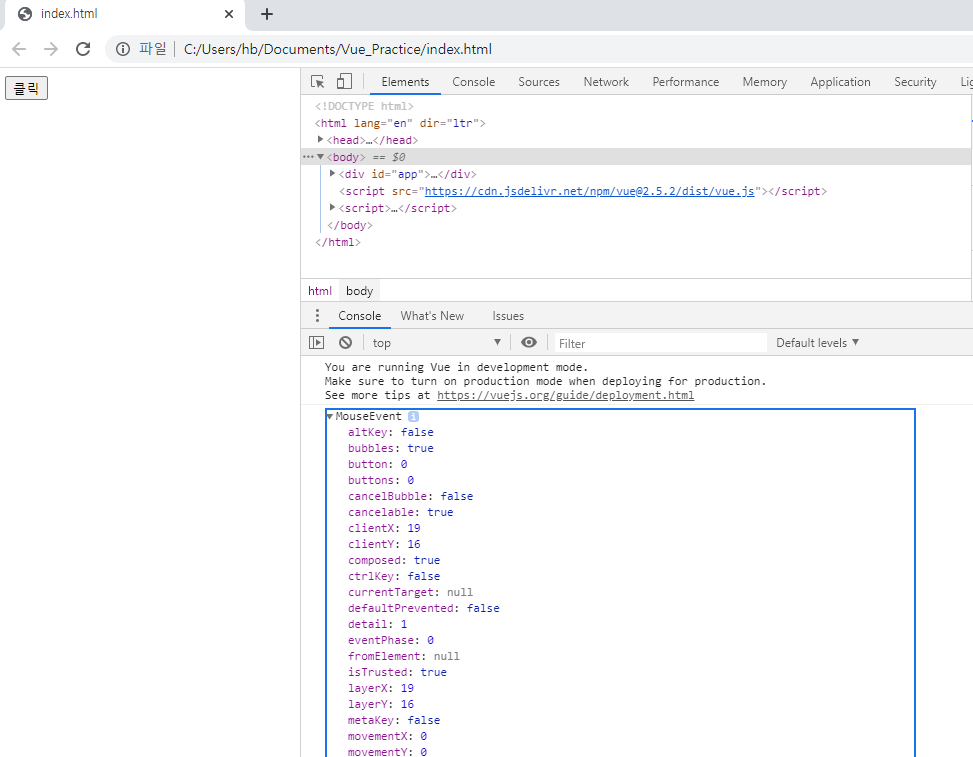 index.html
파일 C:/Users/hb/Documents/Vue_Practice/index.html
클릭
Elements Console Sources Network Performance Memory Application Security Lig
<!DOCTYPE html>
<html lang="en" dir="ltr">
<head>…</head>
<body> == $0
<div id="app">…</div>
<script src="https://cdn.jsdelivr.net/npm/vue@2.5.2/dist/vue.js"></script>
<script>…</script>
</body>
</html>
html body
Console What's New Issues
top Filter Default levels
You are running Vue in development mode.
Make sure to turn on production mode when deploying for production.
See more tips at https://vuejs.org/guide/deployment.html
MouseEvent i
altKey: false
bubbles: true
button: 0
buttons: 0
cancelBubble: false
cancelable: true
clientX: 19
clientY: 16
composed: true
ctrlKey: false
currentTarget: null
defaultPrevented: false
detail: 1
eventPhase: 0
fromElement: null
isTrusted: true
layerX: 19
layerY: 16
metaKey: false
movementX: 0
movementY: 0